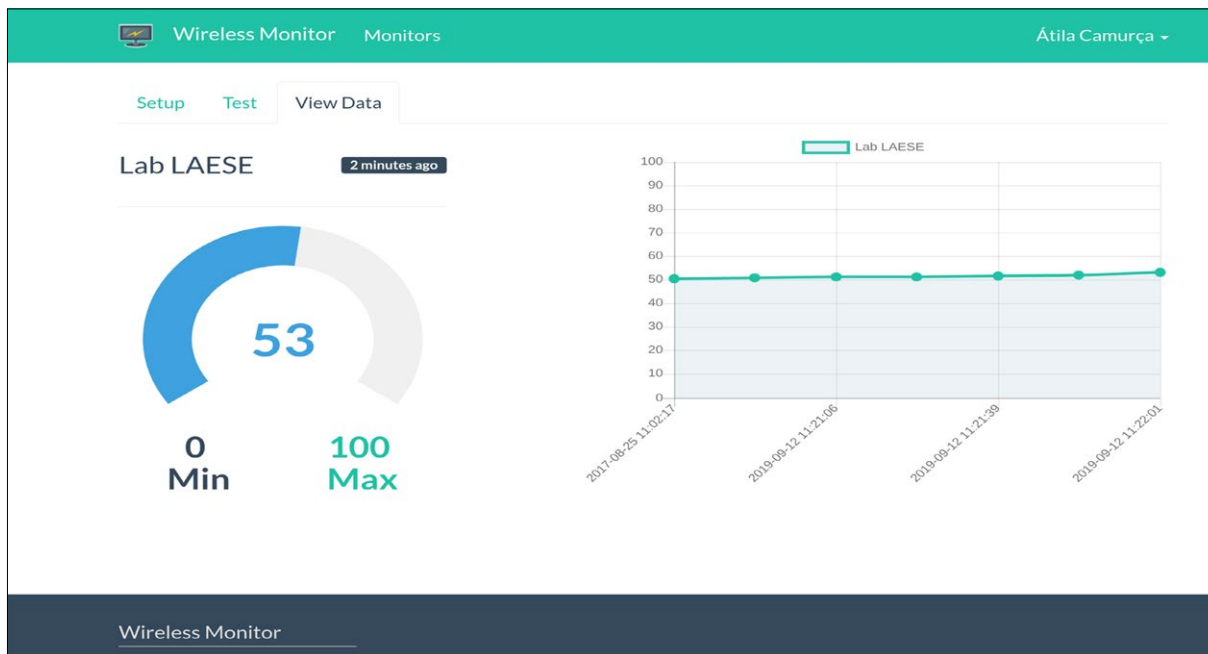 Wireless Monitor Monitors Átila Camurça
Setup Test View Data
Lab LAESE 2 minutes ago
53
0 100
Min Max
Lab LAESE
100
90
80
70
60
50
40
30
20
10
0
2017-08-25 11:02:17
2019-09-12 11:21:06
2019-09-12 11:21:39
2019-09-12 11:22:01
Wireless Monitor